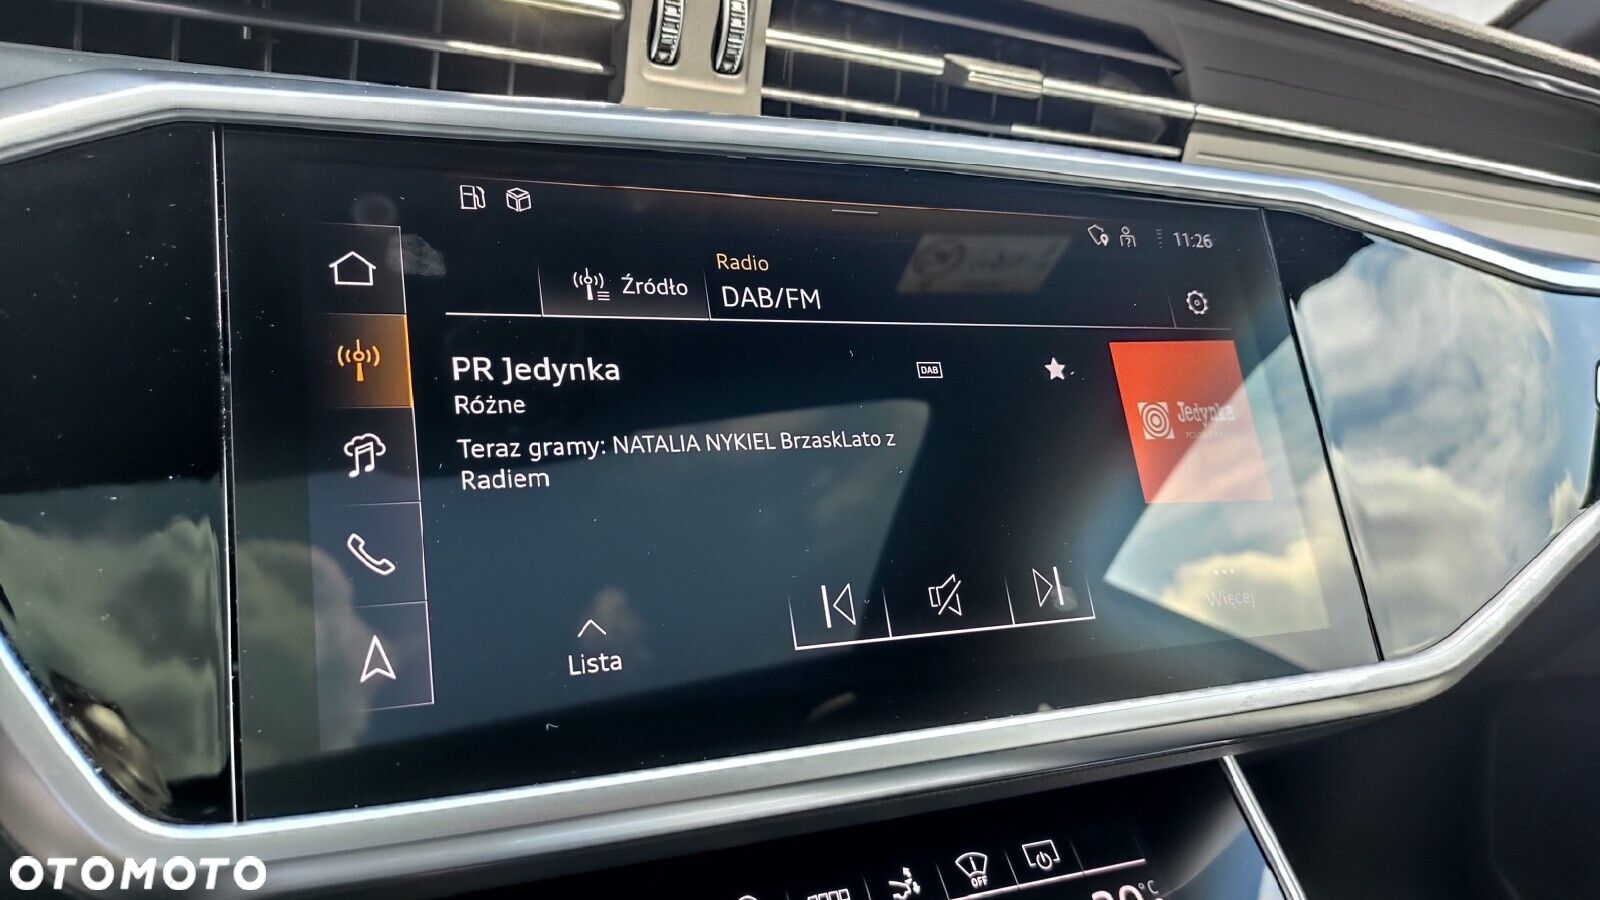 11:26
Źródło
Radio
DAB/FM
PR Jedynka
DAB
Różne
Teraz gramy: NATALIA NYKIEL BrzaskLato z
Radiem
Jedynka
Lista
Więcej
OFF
°C
OTOMOTO